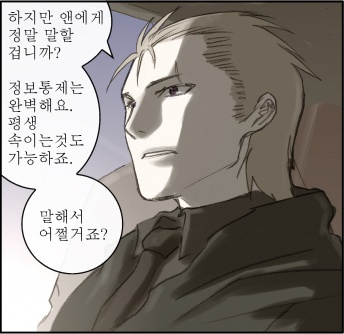 하지만 앤에게
정말 말할
겁니까?
정보통제는
완벽해요.
평생
속이는것도
가능하죠.
말해서
어쩔거죠?